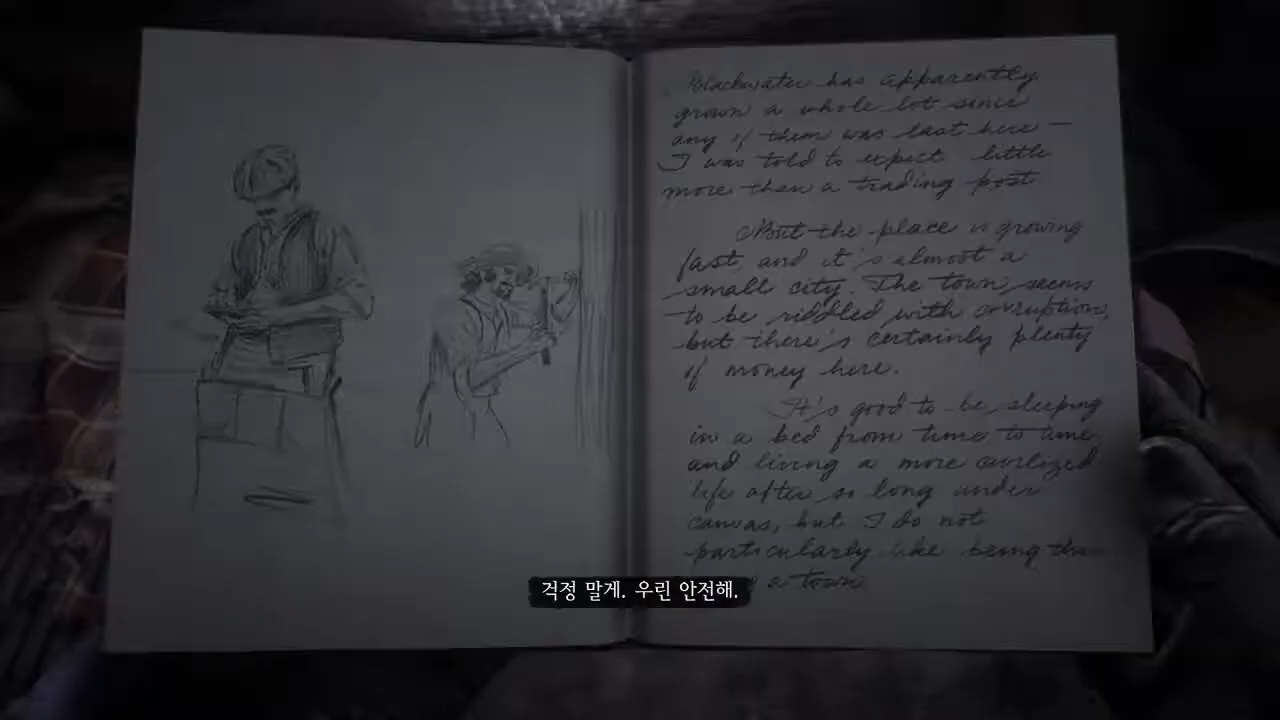 Blackwater has apparently
grown a whole lot since
any of them was last here —
I was told to expect little
more than a trading post.
But the place is growing
fast and it's almost a
small city. The town seems
to be riddled with corruption,
but there's certainly plenty
of money here.
It's good to be sleeping
in a bed from time to time
and living a more civilized
life after so long under
canvas, but I do not
particularly like being
a town
걱정 말게. 우린 안전해.